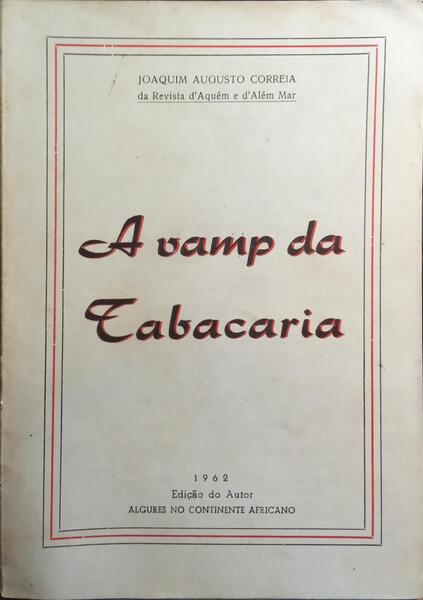 JOAQUIM AUGUSTO CORREIA
da Revista d'Aquém e d'Além Mar
A vamp da
Tabacaria
1962
Edição do Autor
ALGURES NO CONTINENTE AFRICANO